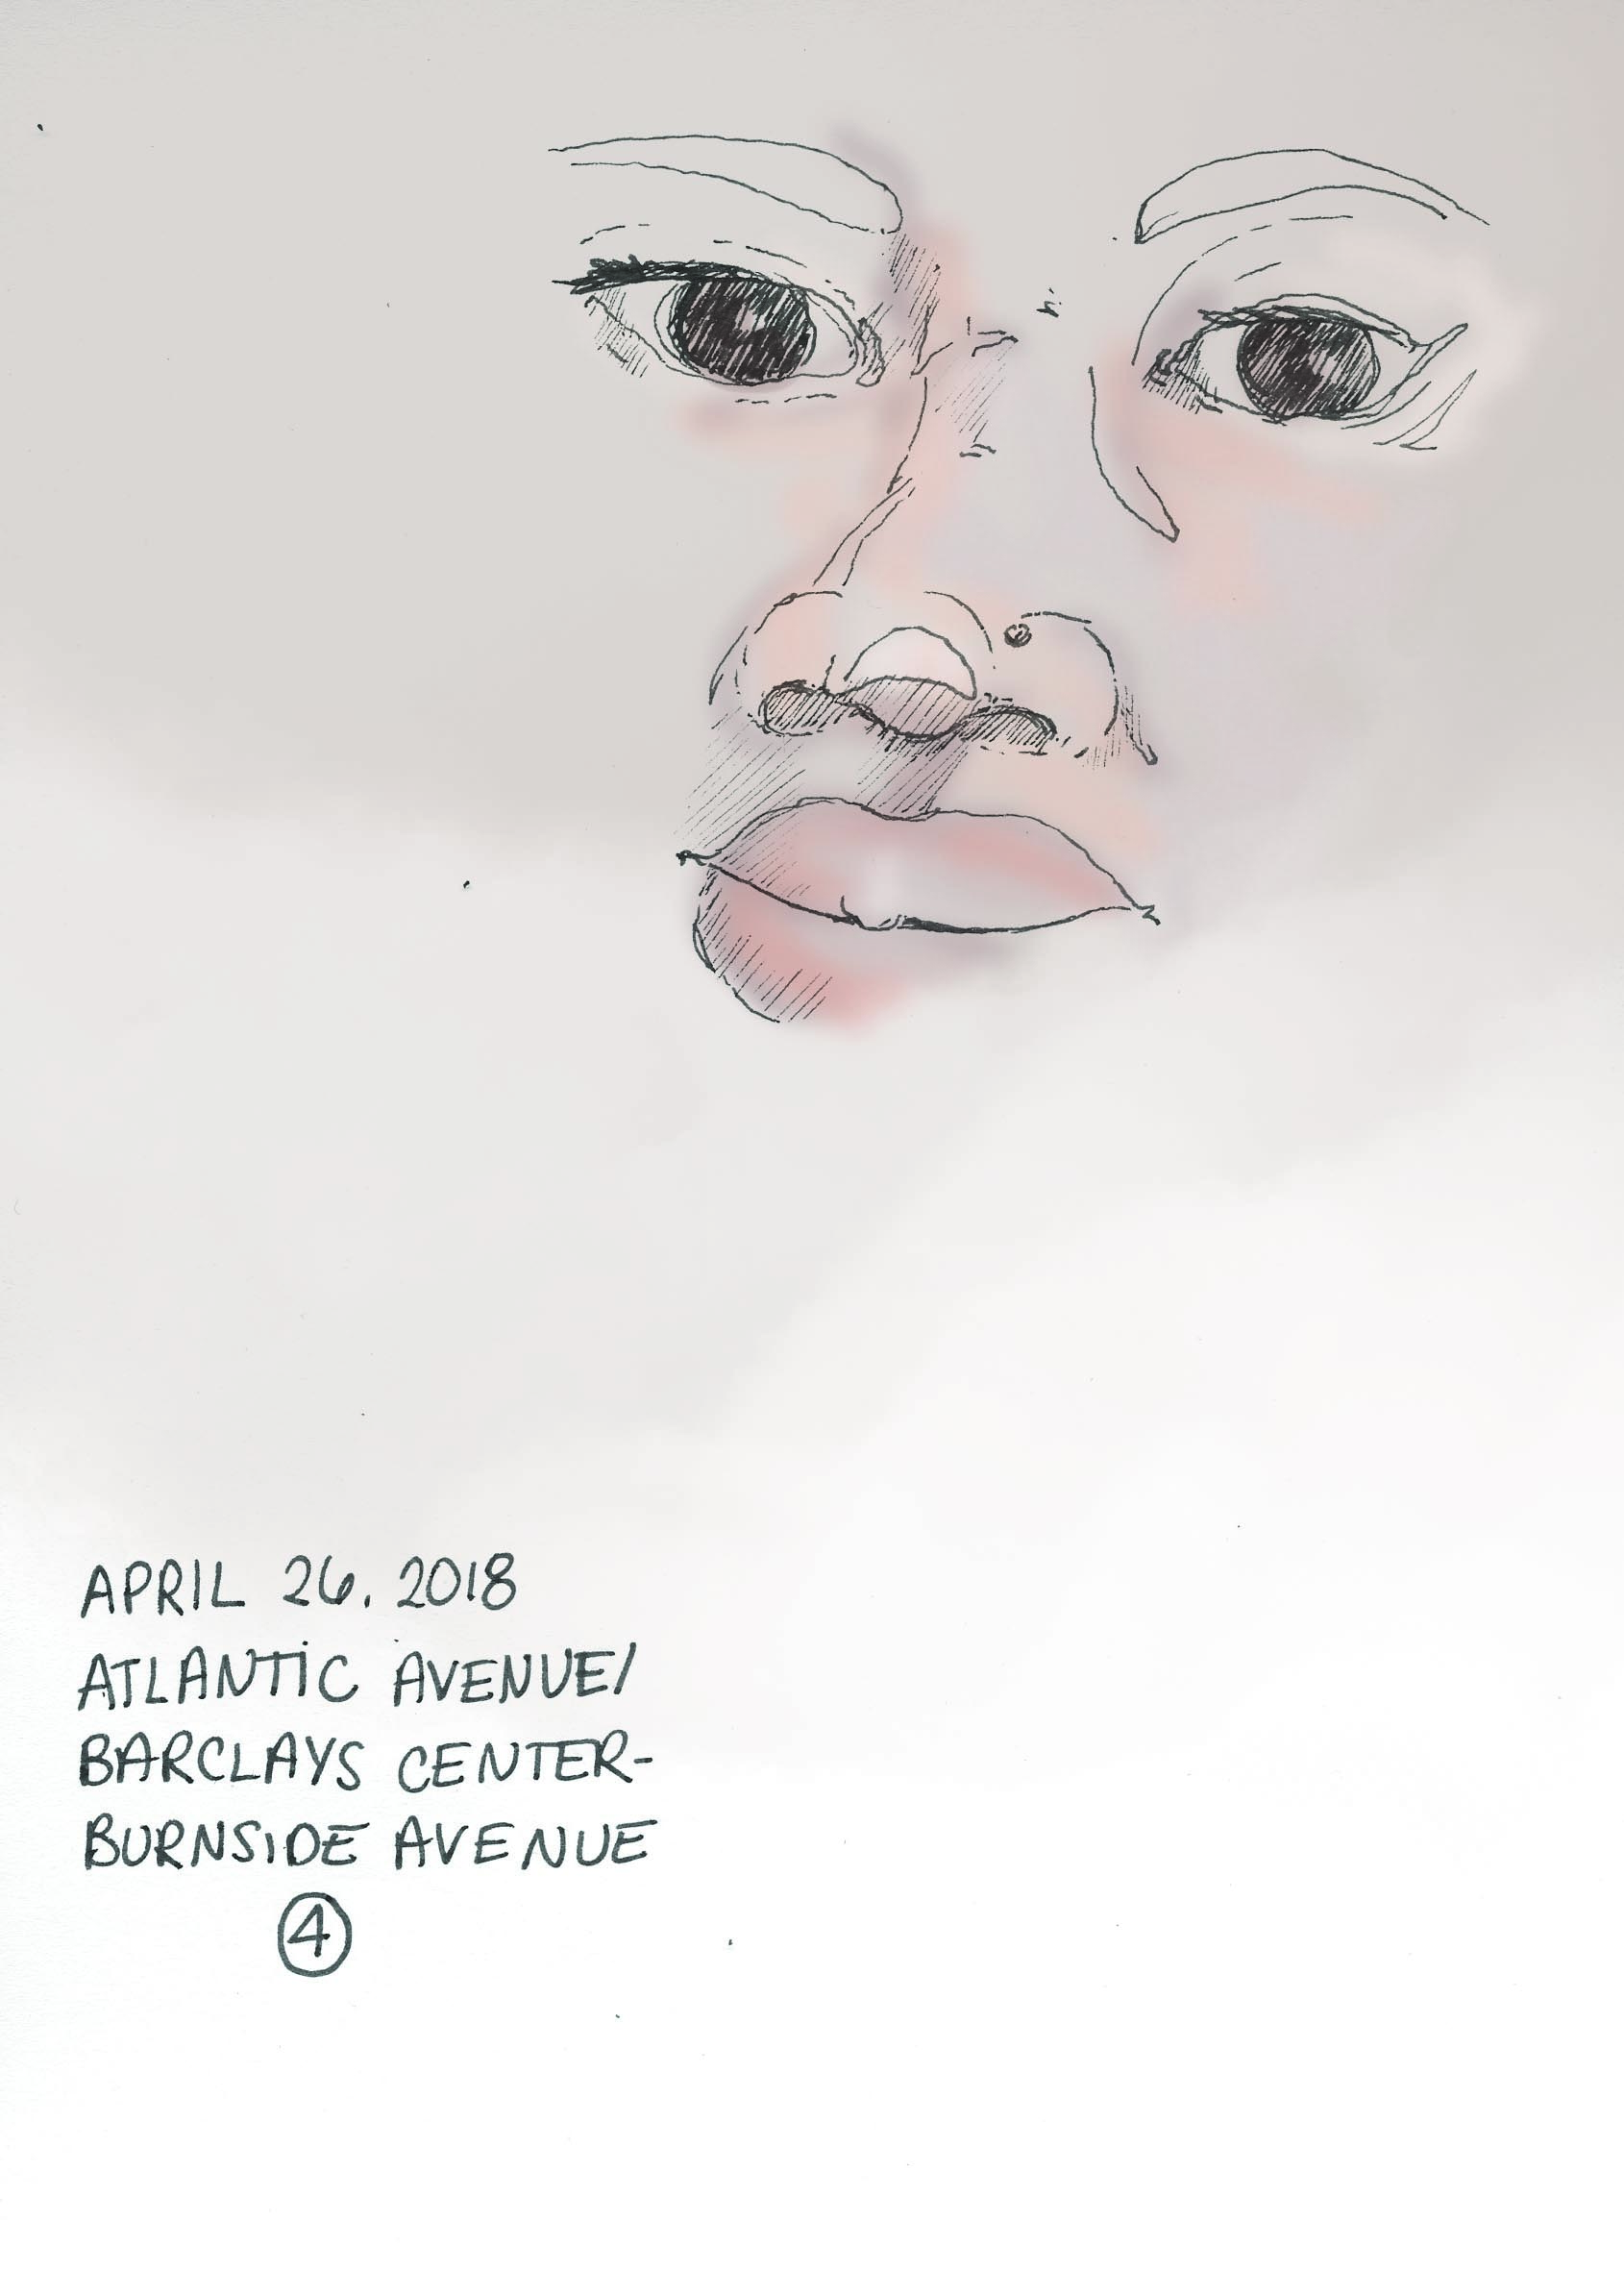 APRIL 26. 2018
ATLANTIC AVENUE/
BARCLAYS CENTER-
BURNSIDE AVENUE
4